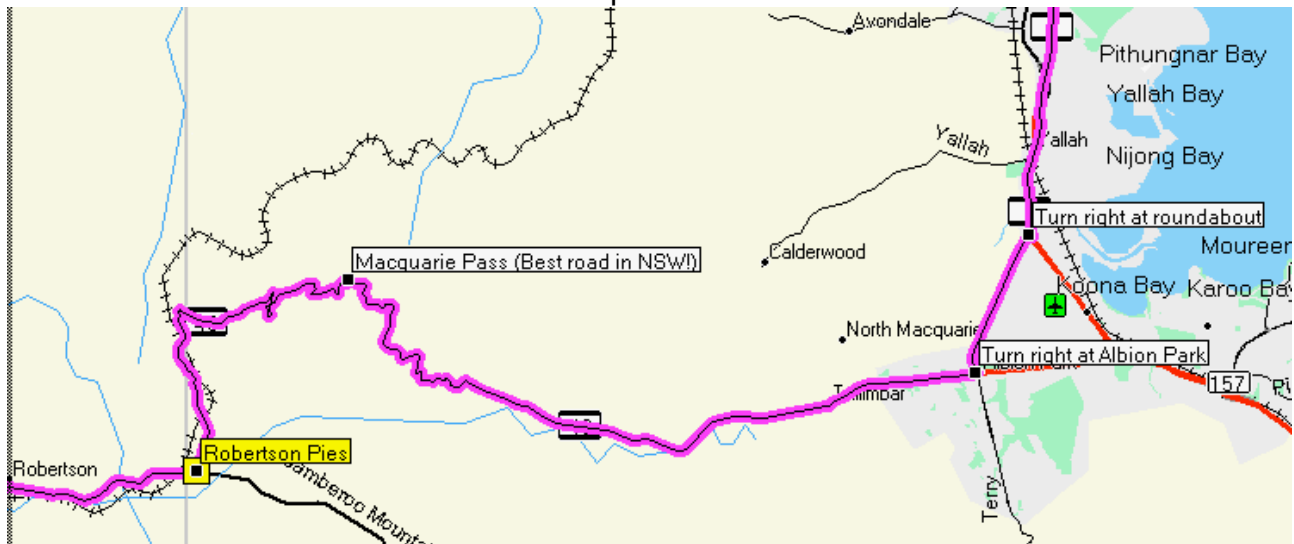 Avondale
Pithungnar Bay
Yallah Bay
Yallah
Yallah
Nijong Bay
Turn right at roundabout
Calderwood
Moureen
Macquarie Pass (Best road in NSW!)
Koona Bay
Karoo Bay
North Macquarie
Turn right at Albion Park
157
Robertson Pies
Robertson
Terry